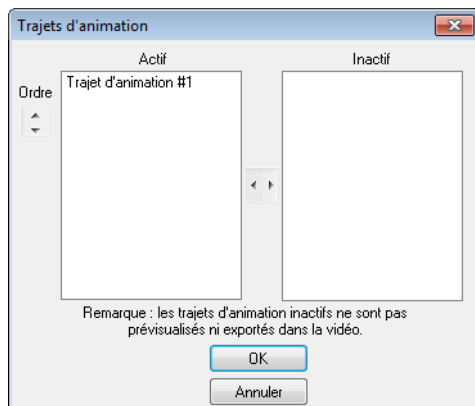 Trajets d'animation
Actif
Inactif
Ordre
Trajet d'animation #1
Remarque : les trajets d'animation inactifs ne sont pas
prévisualisés ni exportés dans la vidéo.
OK
Annuler